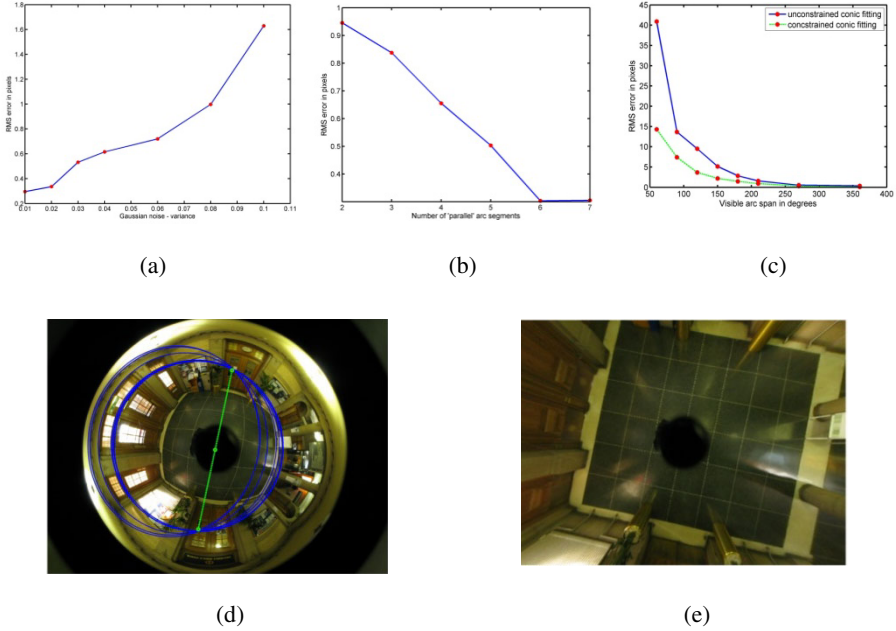 1.8
1.6
1.4
1.2
1
0.8
0.6
0.4
0.2
RMS error in pixels
0.01 0.02 0.03 0.04 0.05 0.06 0.07 0.08 0.09 0.1 0.11
Gaussian noise - variance
(a)
1
0.9
0.8
0.7
0.6
0.5
0.4
RMS error in pixels
2 3 4 5 6 7
Number of 'parallel' arc segments
(b)
45
40
35
30
25
20
15
10
5
0
RMS error in pixels
unconstrained conic fitting
concstrained conic fitting
50 100 150 200 250 300 350 400
Visible arc span in degrees
(c)
(d)
(e)